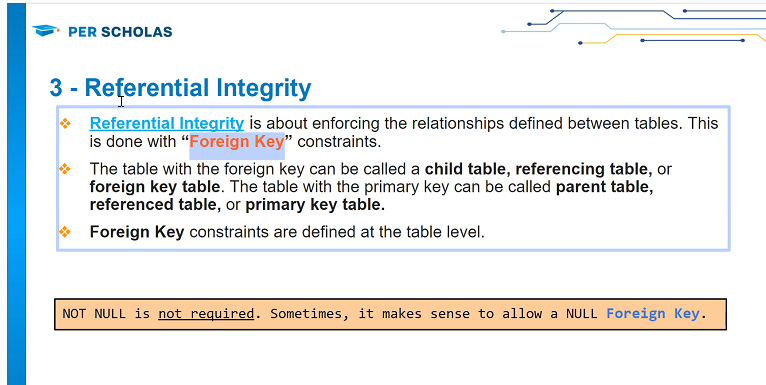 PER SCHOLAS
3 - Referential Integrity
❖ Referential Integrity is about enforcing the relationships defined between tables. This
is done with “Foreign Key” constraints.
❖ The table with the foreign key can be called a child table, referencing table, or
foreign key table. The table with the primary key can be called parent table,
referenced table, or primary key table.
❖ Foreign Key constraints are defined at the table level.
NOT NULL is not required. Sometimes, it makes sense to allow a NULL Foreign Key.